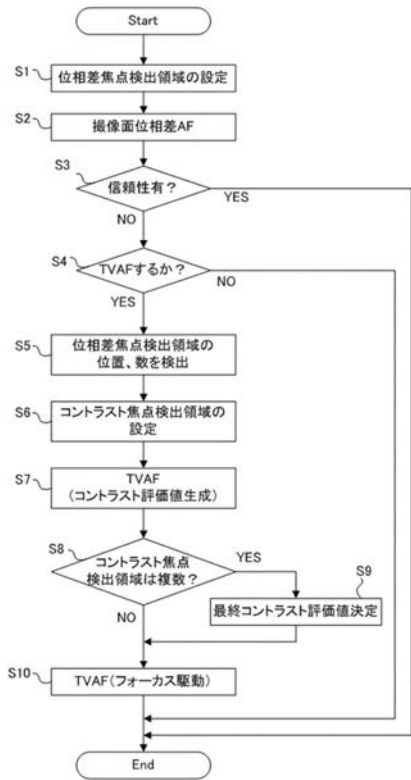 Start
S1
位相差焦点検出領域の設定
S2
撮像面位相差AF
S3
信頼性有？
YES
NO
S4
TVAFするか？
NO
YES
S5
位相差焦点検出領域の
位置、数を検出
S6
コントラスト焦点検出領域の
設定
S7
TVAF
(コントラスト評価値生成)
S8
コントラスト焦点
検出領域は複数？
YES
S9
最終コントラスト評価値決定
NO
S10
TVAF(フォーカス駆動)
End